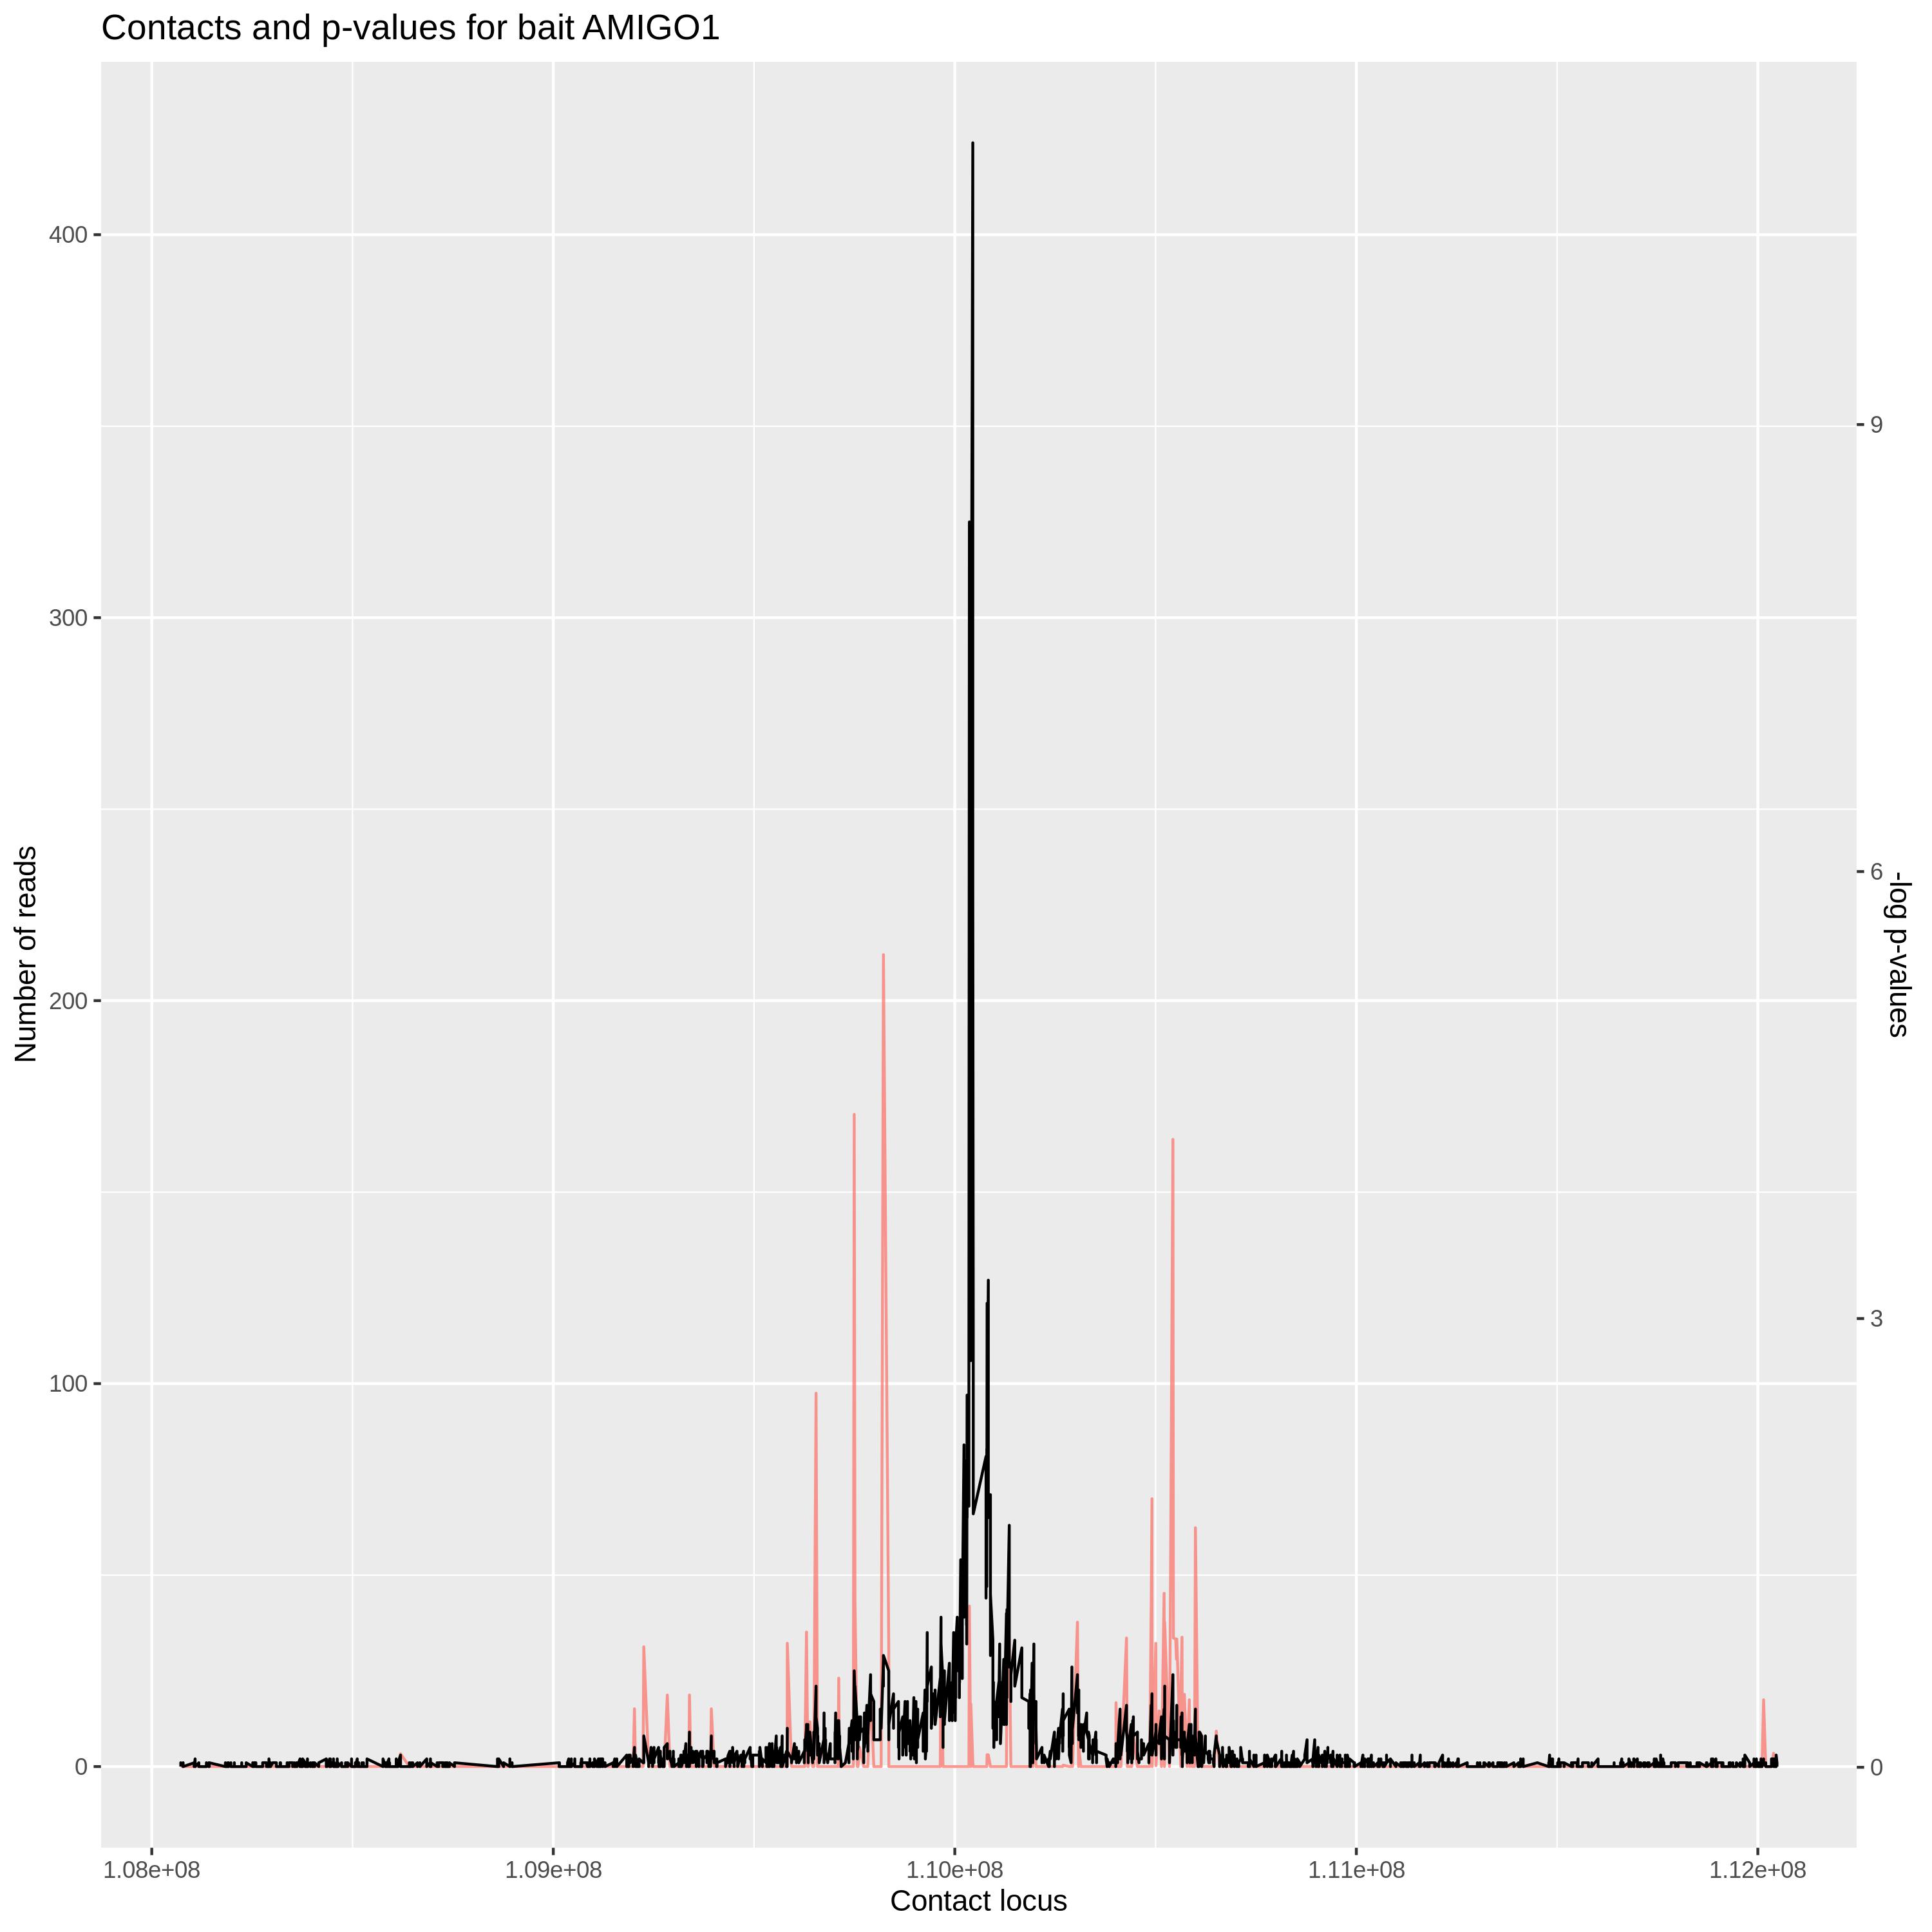 Contacts and p-values for bait AMIGO1
400
300
200
100
0
Number of reads
9
6
3
0
-log p-values
1.08e+08
1.09e+08
1.10e+08
1.11e+08
1.12e+08
Contact locus